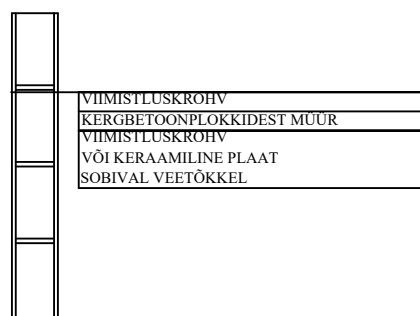 VIIMISTLUSKROHV
KERGBETOONPLOKKIDEST MÜÜR
VIIMISTLUSKROHV
VÕI KERAAMILINE PLAAT
SOBIVAL VEETÕKKEL